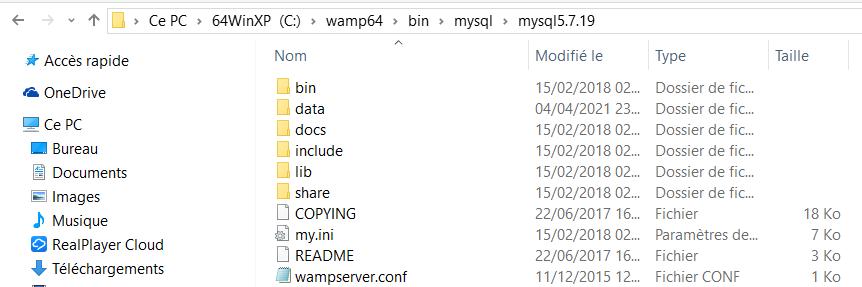 Ce PC > 64WinXP (C:) > wamp64 > bin > mysql > mysql5.7.19
Nom Modifié le Type Taille
Accès rapide
OneDrive
Ce PC
Bureau
Documents
Images
Musique
RealPlayer Cloud
Téléchargements
bin 15/02/2018 02... Dossier de fic...
data 04/04/2021 23... Dossier de fic...
docs 15/02/2018 02... Dossier de fic...
include 15/02/2018 02... Dossier de fic...
lib 15/02/2018 02... Dossier de fic...
share 15/02/2018 02... Dossier de fic...
COPYING 22/06/2017 16... Fichier 18 Ko
my.ini 15/02/2018 02... Paramètres de... 7 Ko
README 22/06/2017 16... Fichier 3 Ko
wampserver.conf 11/12/2015 12... Fichier CONF 1 Ko